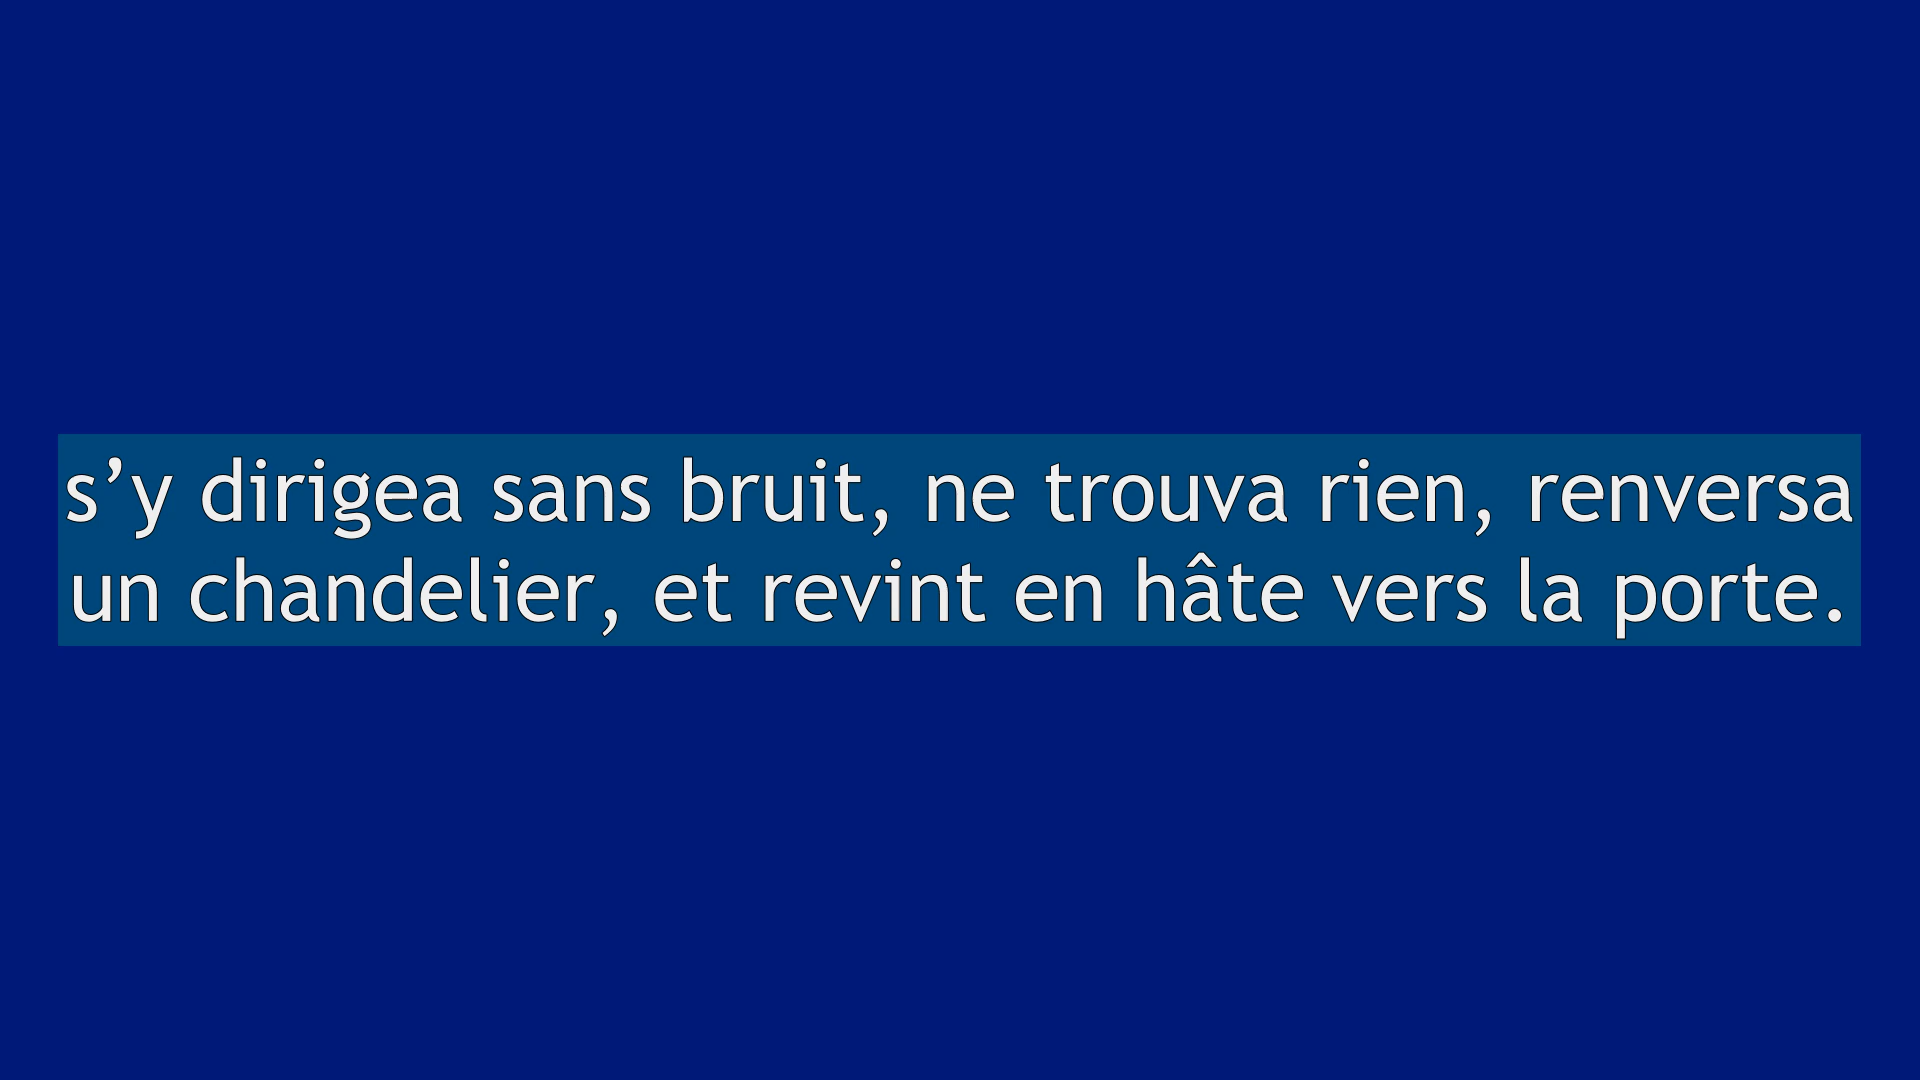 s’y dirigea sans bruit, ne trouva rien, renversa
un chandelier, et revint en hâte vers la porte.